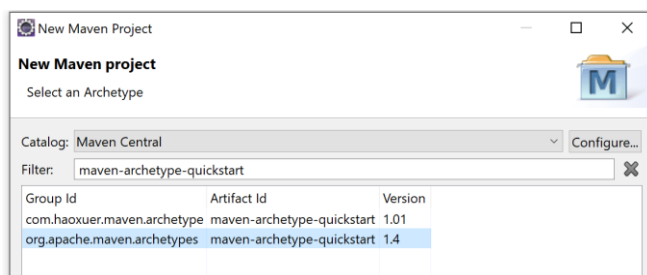 New Maven Project
New Maven project
Select an Archetype
M
Catalog: Maven Central Configure...
Filter: maven-archetype-quickstart
Group Id Artifact Id Version
com.haoxuer.maven.archetype maven-archetype-quickstart 1.01
org.apache.maven.archetypes maven-archetype-quickstart 1.4